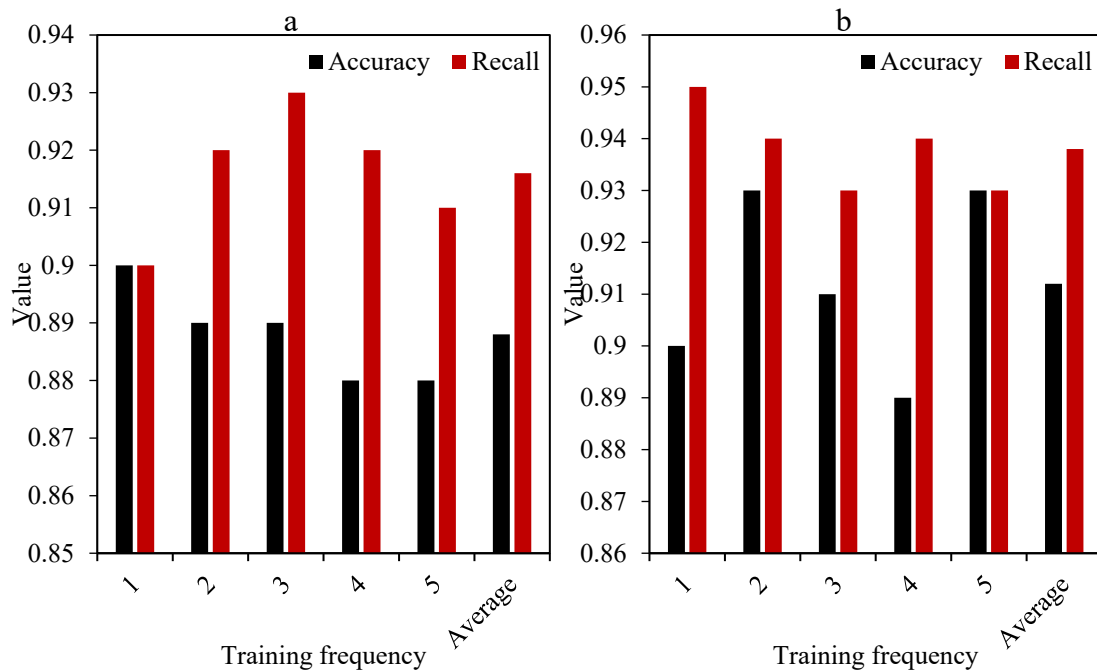 a
Accuracy Recall
0.94
0.93
0.92
0.91
0.9
0.89
0.88
0.87
0.86
0.85
Value
1 2 3 4 5 Average
Training frequency
b
Accuracy Recall
0.96
0.95
0.94
0.93
0.92
0.91
0.9
0.89
0.88
0.87
0.86
Value
1 2 3 4 5 Average
Training frequency